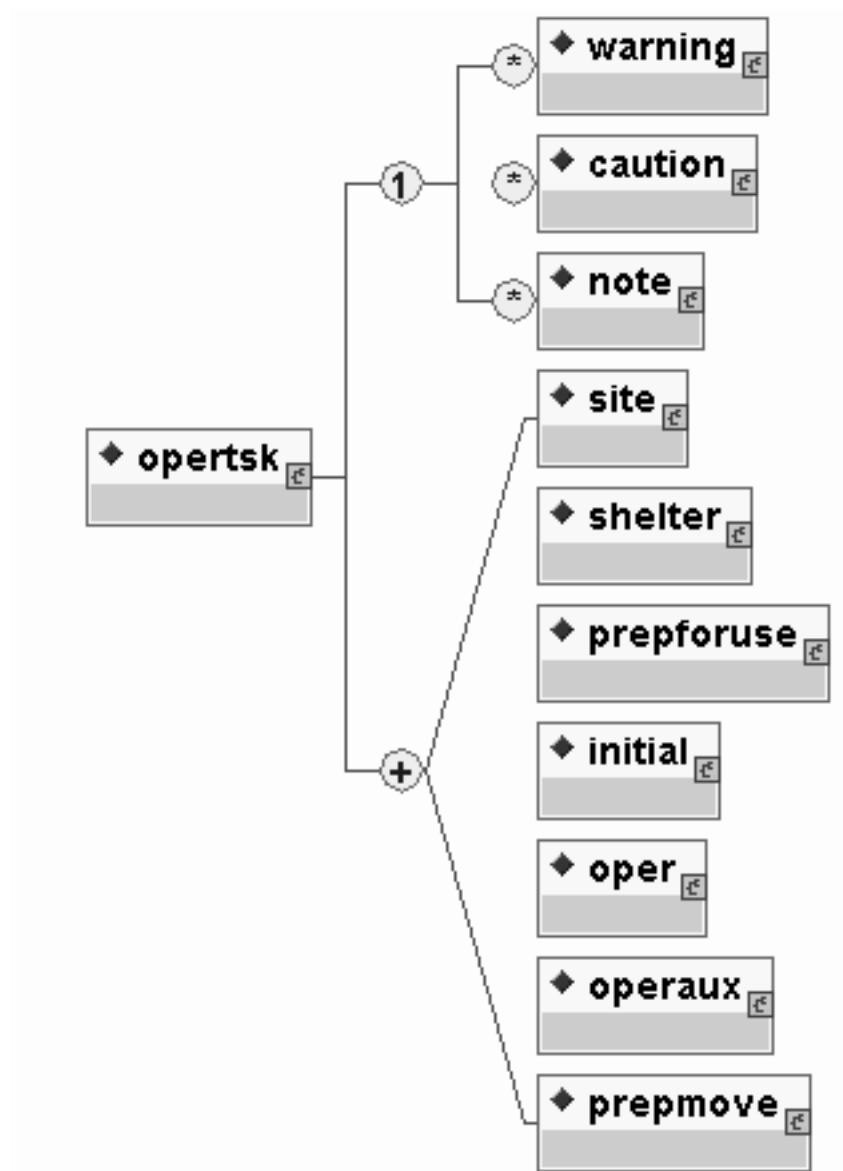 warning
*
caution
*
1
note
*
site
opertsk
shelter
prepforuse
initial
+
oper
operaux
prepmove